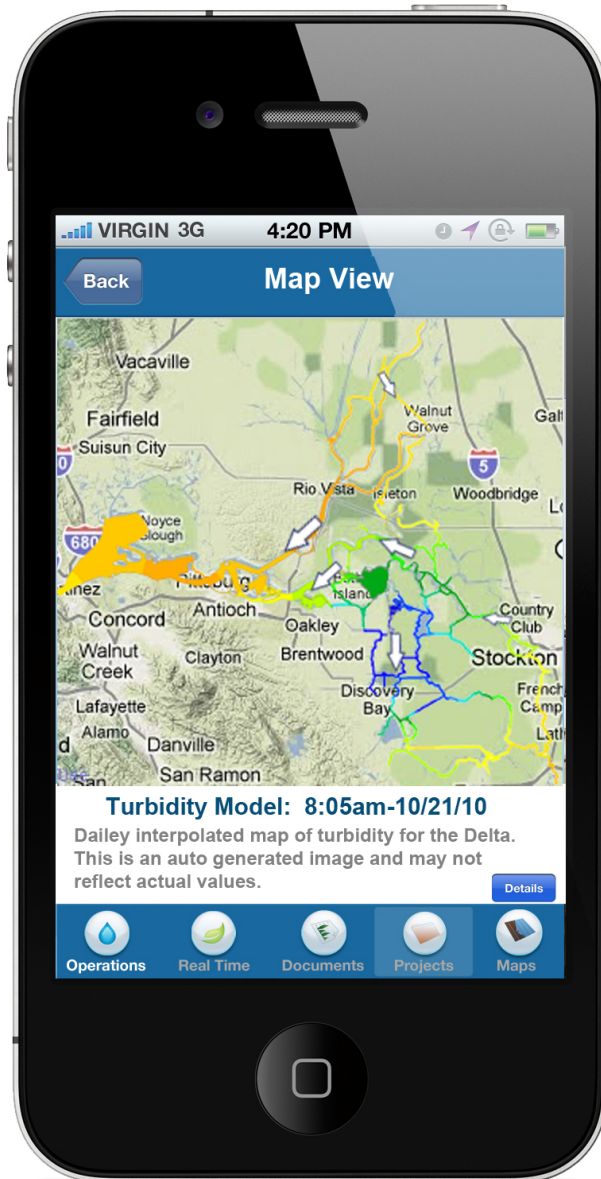 VIRGIN 3G 4:20 PM
Back Map View
Vacaville
Walnut
Grove
Galt
Fairfield
Suisun City
5
Rio Vista Isleton Woodbridge
Noyce
Slough
680
Pittsburg
Island
Antioch
Country
Club
Concord
Oakley
Walnut
Creek
Clayton
Brentwood
Stockton
Discovery
Bay
French
Camp
Lafayette
Alamo
Danville
San Ramon
Turbidity Model: 8:05am-10/21/10
Dailey interpolated map of turbidity for the Delta.
This is an auto generated image and may not
reflect actual values.
Details
Operations Real Time Documents Projects Maps